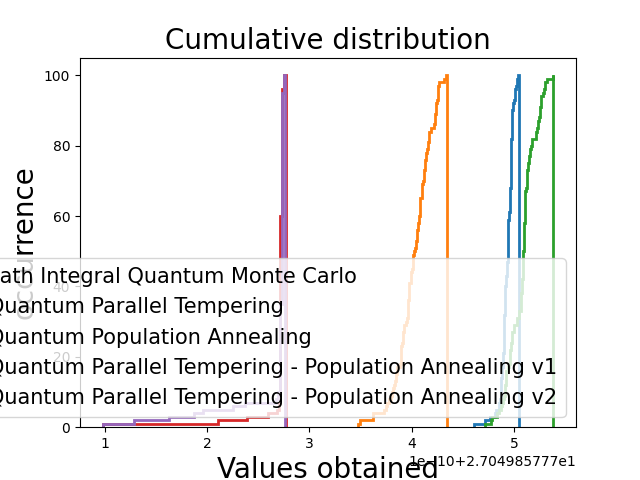 Cumulative distribution
100
80
60
40
20
0
occurrence
ath Integral Quantum Monte Carlo
Quantum Parallel Tempering
Quantum Population Annealing
Quantum Parallel Tempering - Population Annealing v1
Quantum Parallel Tempering - Population Annealing v2
1 2 3 4 5
1e−10+2.704985777e1
Values obtained